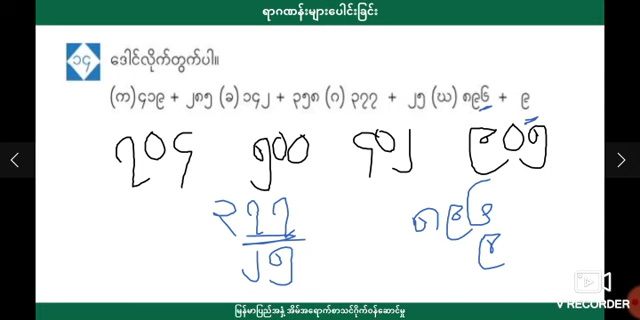 ရာဂဏန်းများပေါင်းခြင်း
၁၄ ဒေါင်လိုက်တွက်ပါ။
(က)၄၁၉ + ၂၈၅ (ခ)၁၄၂ + ၃၅၈ (ဂ)၃၇၇ + ၂၅ (ဃ)၈၉၆ + ၉
၇၀၄ ၅၀၀ ၄၀၂ ၉၀၅
၃၇၇
၂၅
၈၉၆
၉
V RECORDER
မြန်မာပြည်အနှံ့ အိမ်အရောက်စာသင်ဝိုက်ဝန်ဆောင်မှု